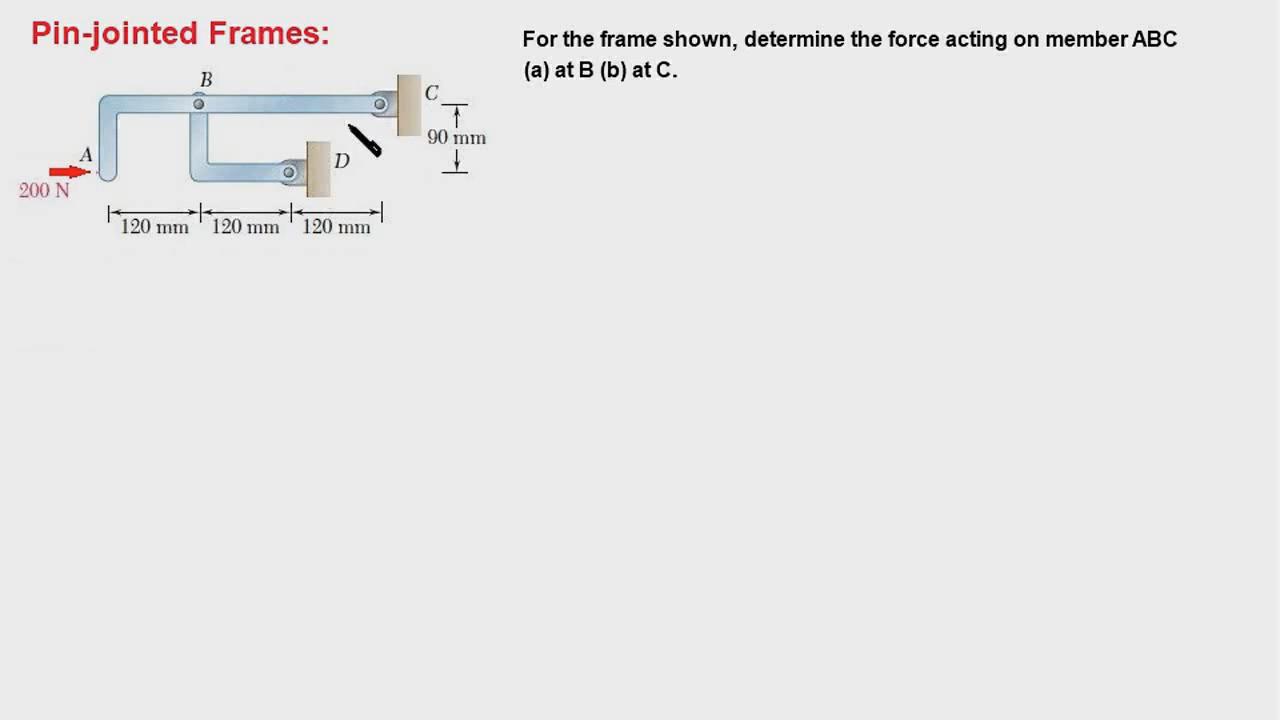 Pin-jointed Frames:
For the frame shown, determine the force acting on member ABC
(a) at B (b) at C.
B
C
90 mm
A
D
200 N
120 mm 120 mm 120 mm